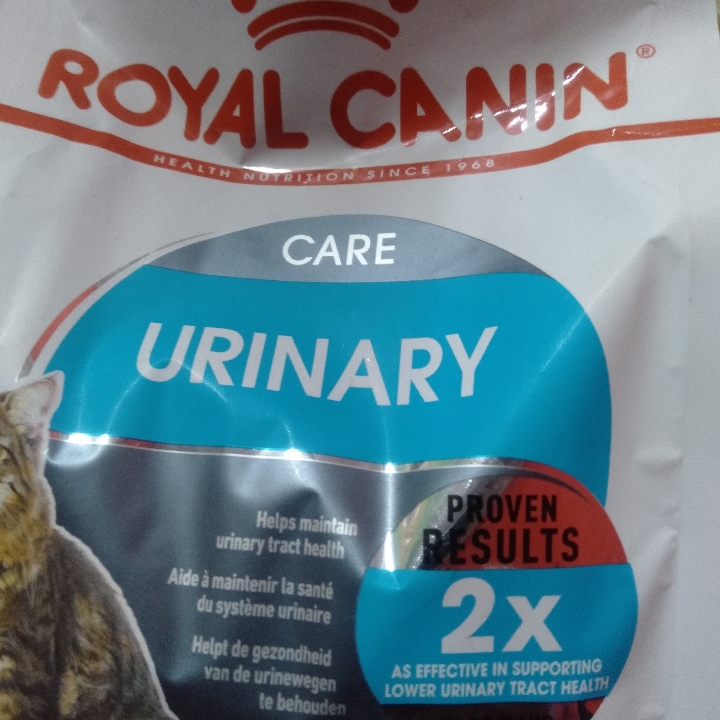 ROYAL CANIN®
HEALTH NUTRITION SINCE 1968
CARE
URINARY
Helps maintain
urinary tract health
Aide à maintenir la santé
du système urinaire
Helpt de gezondheid
van de urinewegen
te behouden
PROVEN
RESULTS
2x
AS EFFECTIVE IN SUPPORTING
LOWER URINARY TRACT HEALTH